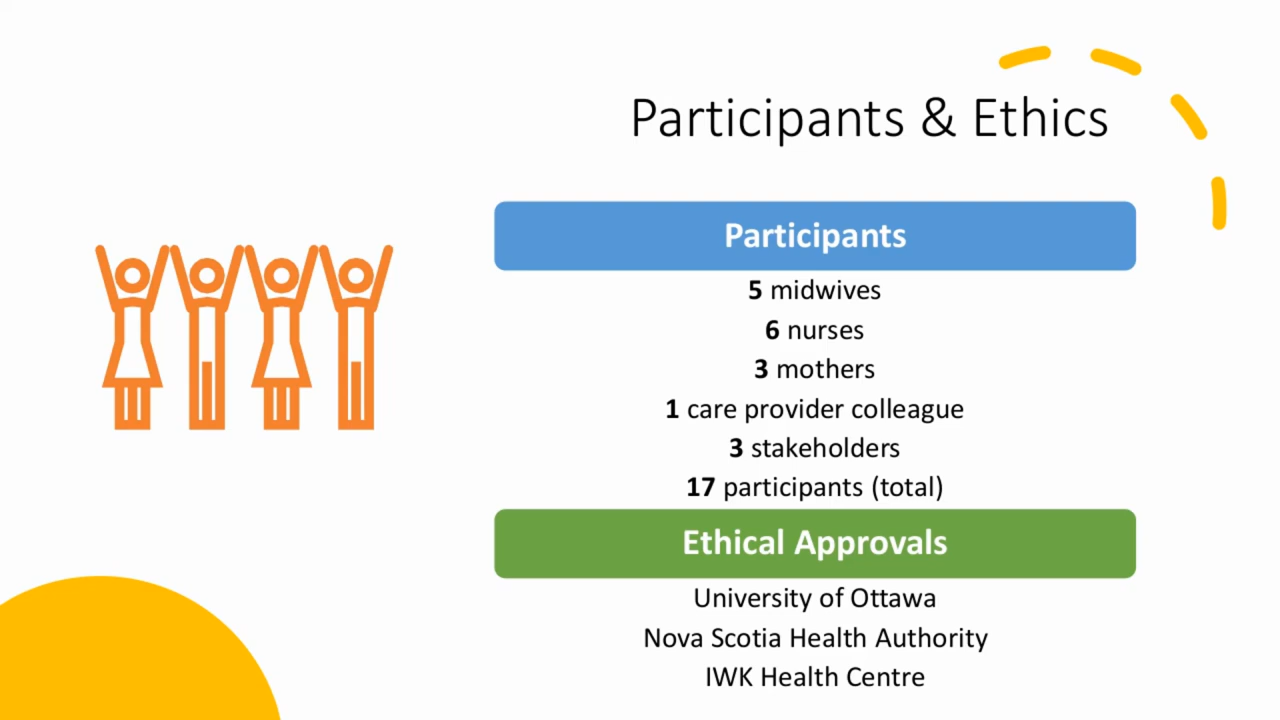 Participants & Ethics
Participants
5 midwives
6 nurses
3 mothers
1 care provider colleague
3 stakeholders
17 participants (total)
Ethical Approvals
University of Ottawa
Nova Scotia Health Authority
IWK Health Centre